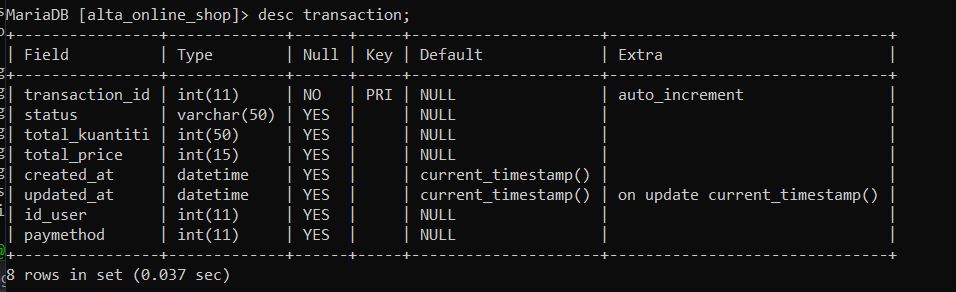 MariaDB [alta_online_shop]> desc transaction;
+----------------+-------------+------+-----+---------------------+-------------------------------+
| Field          | Type        | Null | Key | Default             | Extra                         |
+----------------+-------------+------+-----+---------------------+-------------------------------+
| transaction_id | int(11)     | NO   | PRI | NULL                | auto_increment                |
| status         | varchar(50) | YES  |     | NULL                |                               |
| total_kuantiti | int(50)     | YES  |     | NULL                |                               |
| total_price    | int(15)     | YES  |     | NULL                |                               |
| created_at     | datetime    | YES  |     | current_timestamp() |                               |
| updated_at     | datetime    | YES  |     | current_timestamp() | on update current_timestamp() |
| id_user        | int(11)     | YES  |     | NULL                |                               |
| paymethod      | int(11)     | YES  |     | NULL                |                               |
+----------------+-------------+------+-----+---------------------+-------------------------------+
8 rows in set (0.037 sec)